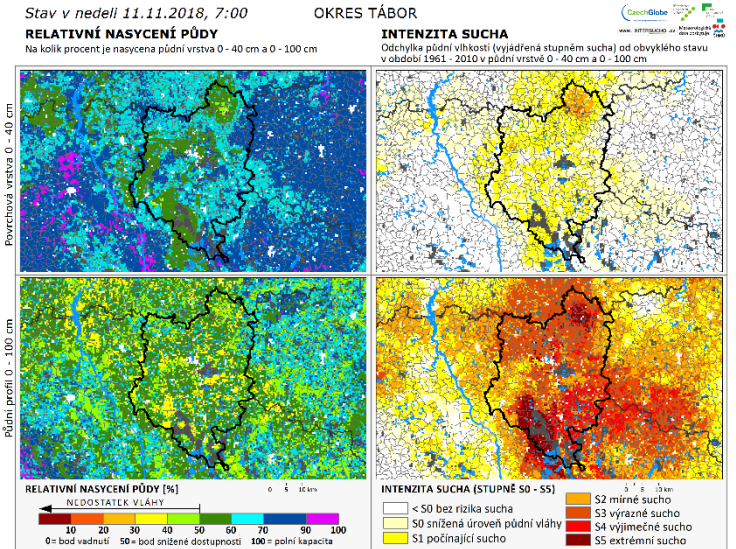 Stav v neděli 11.11.2018, 7:00
OKRES TÁBOR
CzechGlobe
www. INTERSUCHO .cz
RELATIVNÍ NASYCENÍ PŮDY
Na kolik procent je nasycena půdní vrstva 0 - 40 cm a 0 - 100 cm
INTENZITA SUCHA
Odchylka půdní vlhkosti (vyjádřená stupněm sucha) od obvyklého stavu
v období 1961 - 2010 v půdní vrstvě 0 - 40 cm a 0 - 100 cm
Povrchová vrstva 0 - 40 cm
Půdní profil 0 - 100 cm
RELATIVNÍ NASYCENÍ PŮDY [%]
0 5 10 km
NEDOSTATEK VLÁHY
10 20 30 40 50 60 70 80 90 100
0= bod vadnutí 50= bod snížené dostupnosti 100= polní kapacita
INTENZITA SUCHA (STUPNĚ S0 - S5)
0 5 10 km
< S0 bez rizika sucha
S0 snížená úroveň půdní vláhy
S1 počínající sucho
S2 mírné sucho
S3 výrazné sucho
S4 výjimečné sucho
S5 extrémní sucho